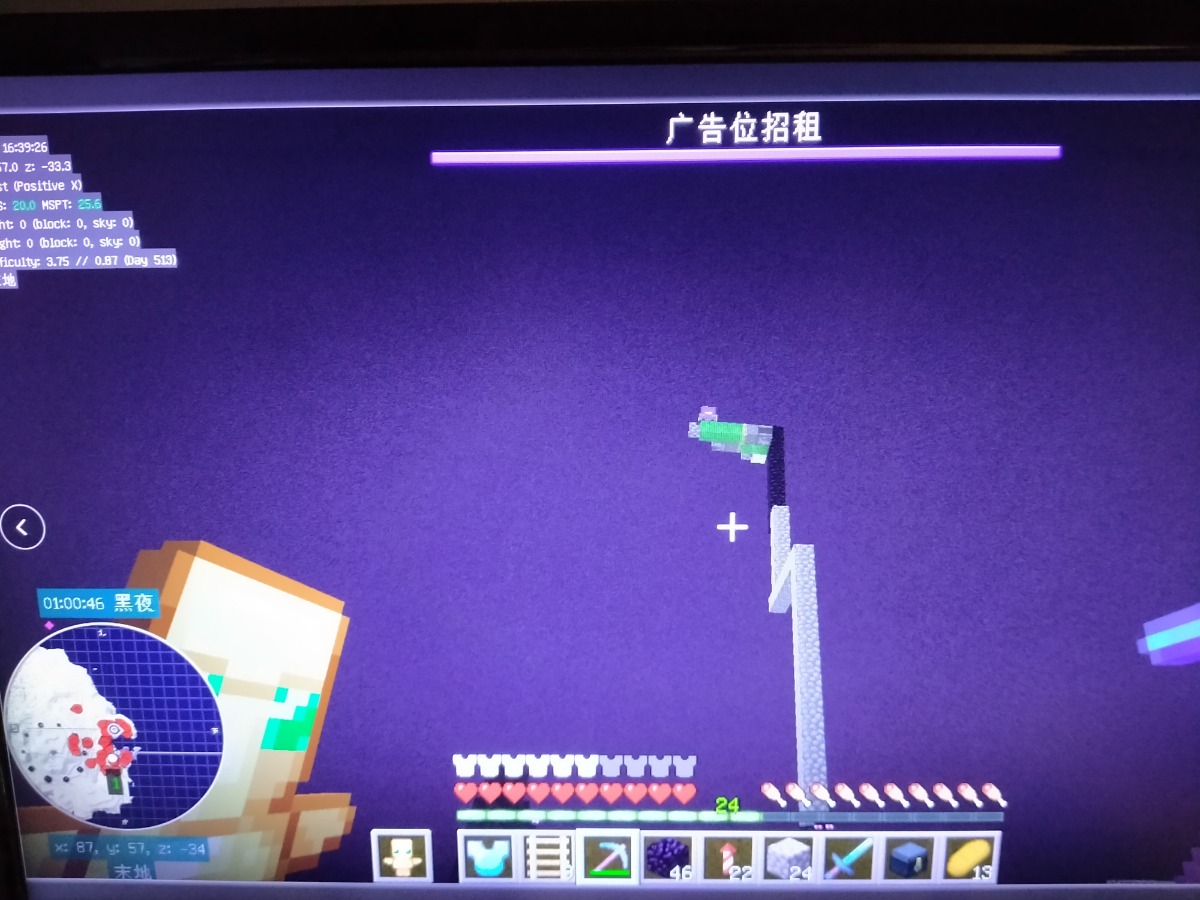 广告位招租
16:39:26
57.0 z: -33.3
st (Positive X)
S: 20.0 MSPT: 25.6
ht: 0 (block: 0, sky: 0)
ght: 0 (block: 0, sky: 0)
ficulty: 3.75 // 0.87 (Day 513)
地
01:00:46 黑夜
1
x: 87, y: 57, z: -34
末地
24
46
22
24
13